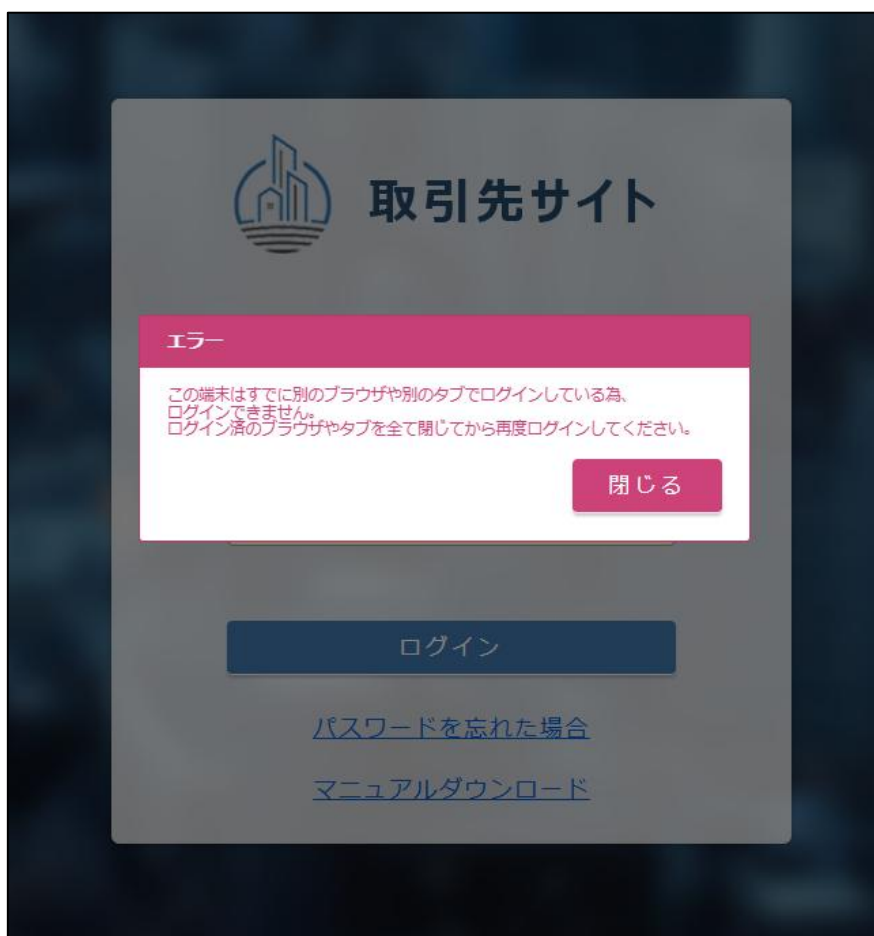 取引先サイト
エラー
この端末はすでに別のブラウザや別のタブでログインしている為、
ログインできません。
ログイン済のブラウザやタブを全て閉じてから再度ログインしてください。
閉じる
ログイン
パスワードを忘れた場合
マニュアルダウンロード